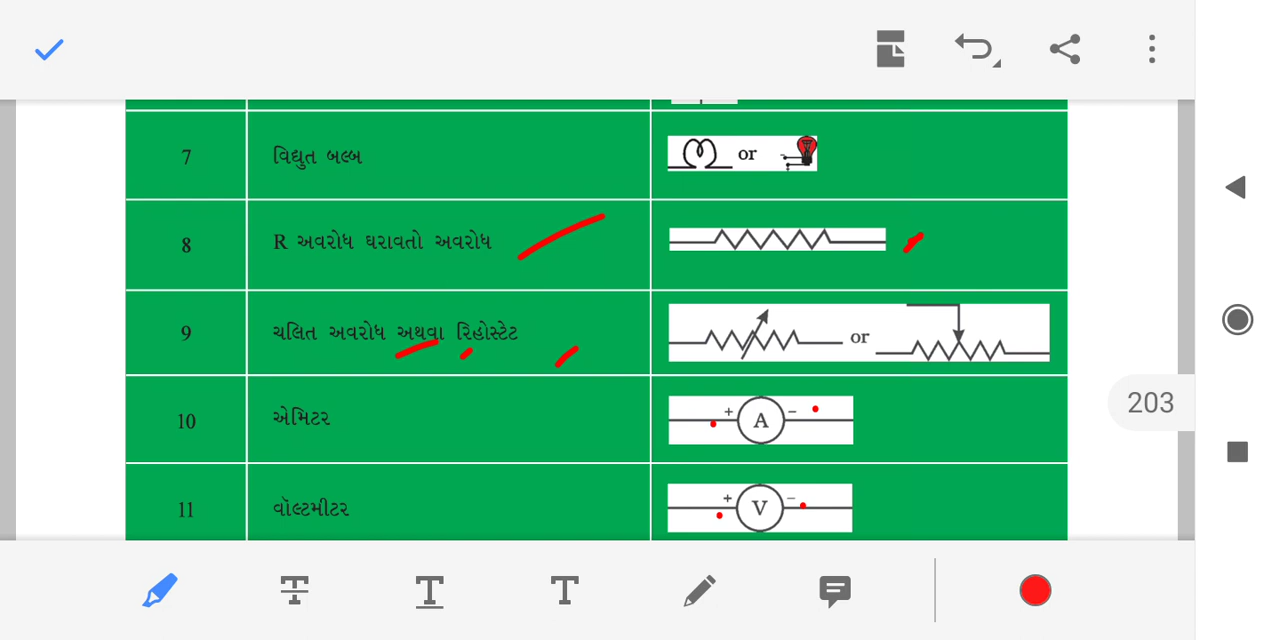 7 વિદ્યુત બલ્બ or
8 R અવરોધ ઘરાવતો અવરોધ
9 ચલિત અવરોધ અથવા રિહોસ્ટેટ or
203
10 એમિટર + A −
11 વૉલ્ટમીટર + V −